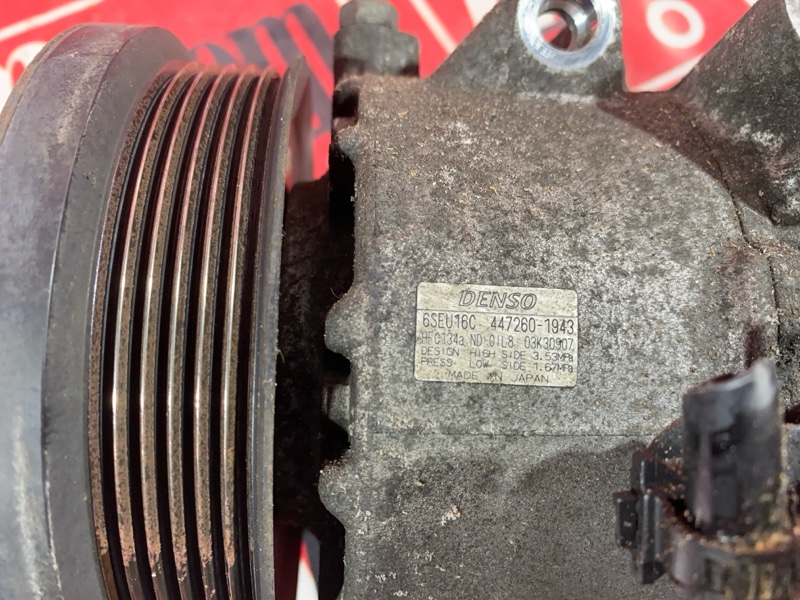 DENSO
6SEU16C 447260-1943
HFC134a ND-OIL8 03K30907
DESIGN HIGH SIDE 3.53MPa
PRESS. LOW SIDE 1.67MPa
MADE IN JAPAN